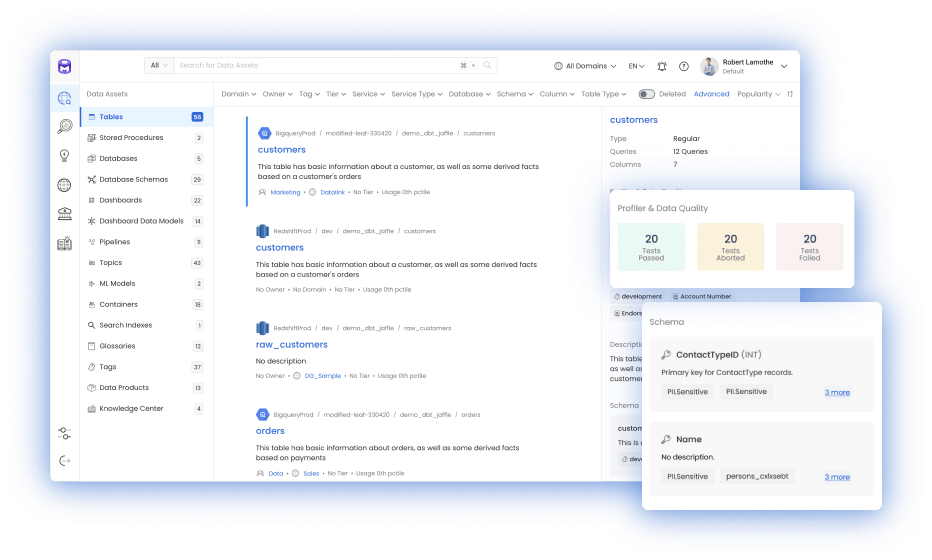 All
Search for Data Assets
⌘ K
All Domains
EN
Robert Lamothe
Default
Data Assets
Tables 56
Stored Procedures 2
Databases 5
Database Schemas 29
Dashboards 22
Dashboard Data Models 14
Pipelines 11
Topics 43
ML Models 2
Containers 18
Search Indexes 1
Glossaries 12
Tags 37
Data Products 13
Knowledge Center 4
Domain Owner Tag Tier Service Service Type Database Schema Column Table Type Deleted Advanced Popularity
BigqueryProd / modified-leaf-330420 / demo_dbt_jaffle / customers
customers
This table has basic information about a customer, as well as some derived facts
based on a customer's orders
Marketing • Datalink • No Tier • Usage 0th pctile
RedshiftProd / dev / demo_dbt_jaffle / customers
customers
This table has basic information about a customer, as well as some derived facts
based on a customer's orders
No Owner • No Domain • No Tier • Usage 0th pctile
RedshiftProd / dev / demo_dbt_jaffle / raw_customers
raw_customers
No description
No Owner • DG_Sample • No Tier • Usage 0th pctile
BigqueryProd / modified-leaf-330420 / demo_dbt_jaffle / orders
orders
This table has basic information about orders, as well as some derived facts
based on payments
Data • Sales • No Tier • Usage 0th pctile
customers
Type Regular
Queries 12 Queries
Columns 7
Profiler & Data Quality
20
Tests
Passed
20
Tests
Aborted
20
Tests
Failed
development Account Number
Endors
Descripti
This table
as well as
customer
Schema
custom
This is
deve
Schema
ContactTypeID (INT)
Primary key for ContactType records.
PII.Sensitive PII.Sensitive 3 more
Name
No description.
PII.Sensitive persons_cxlxsebt 3 more